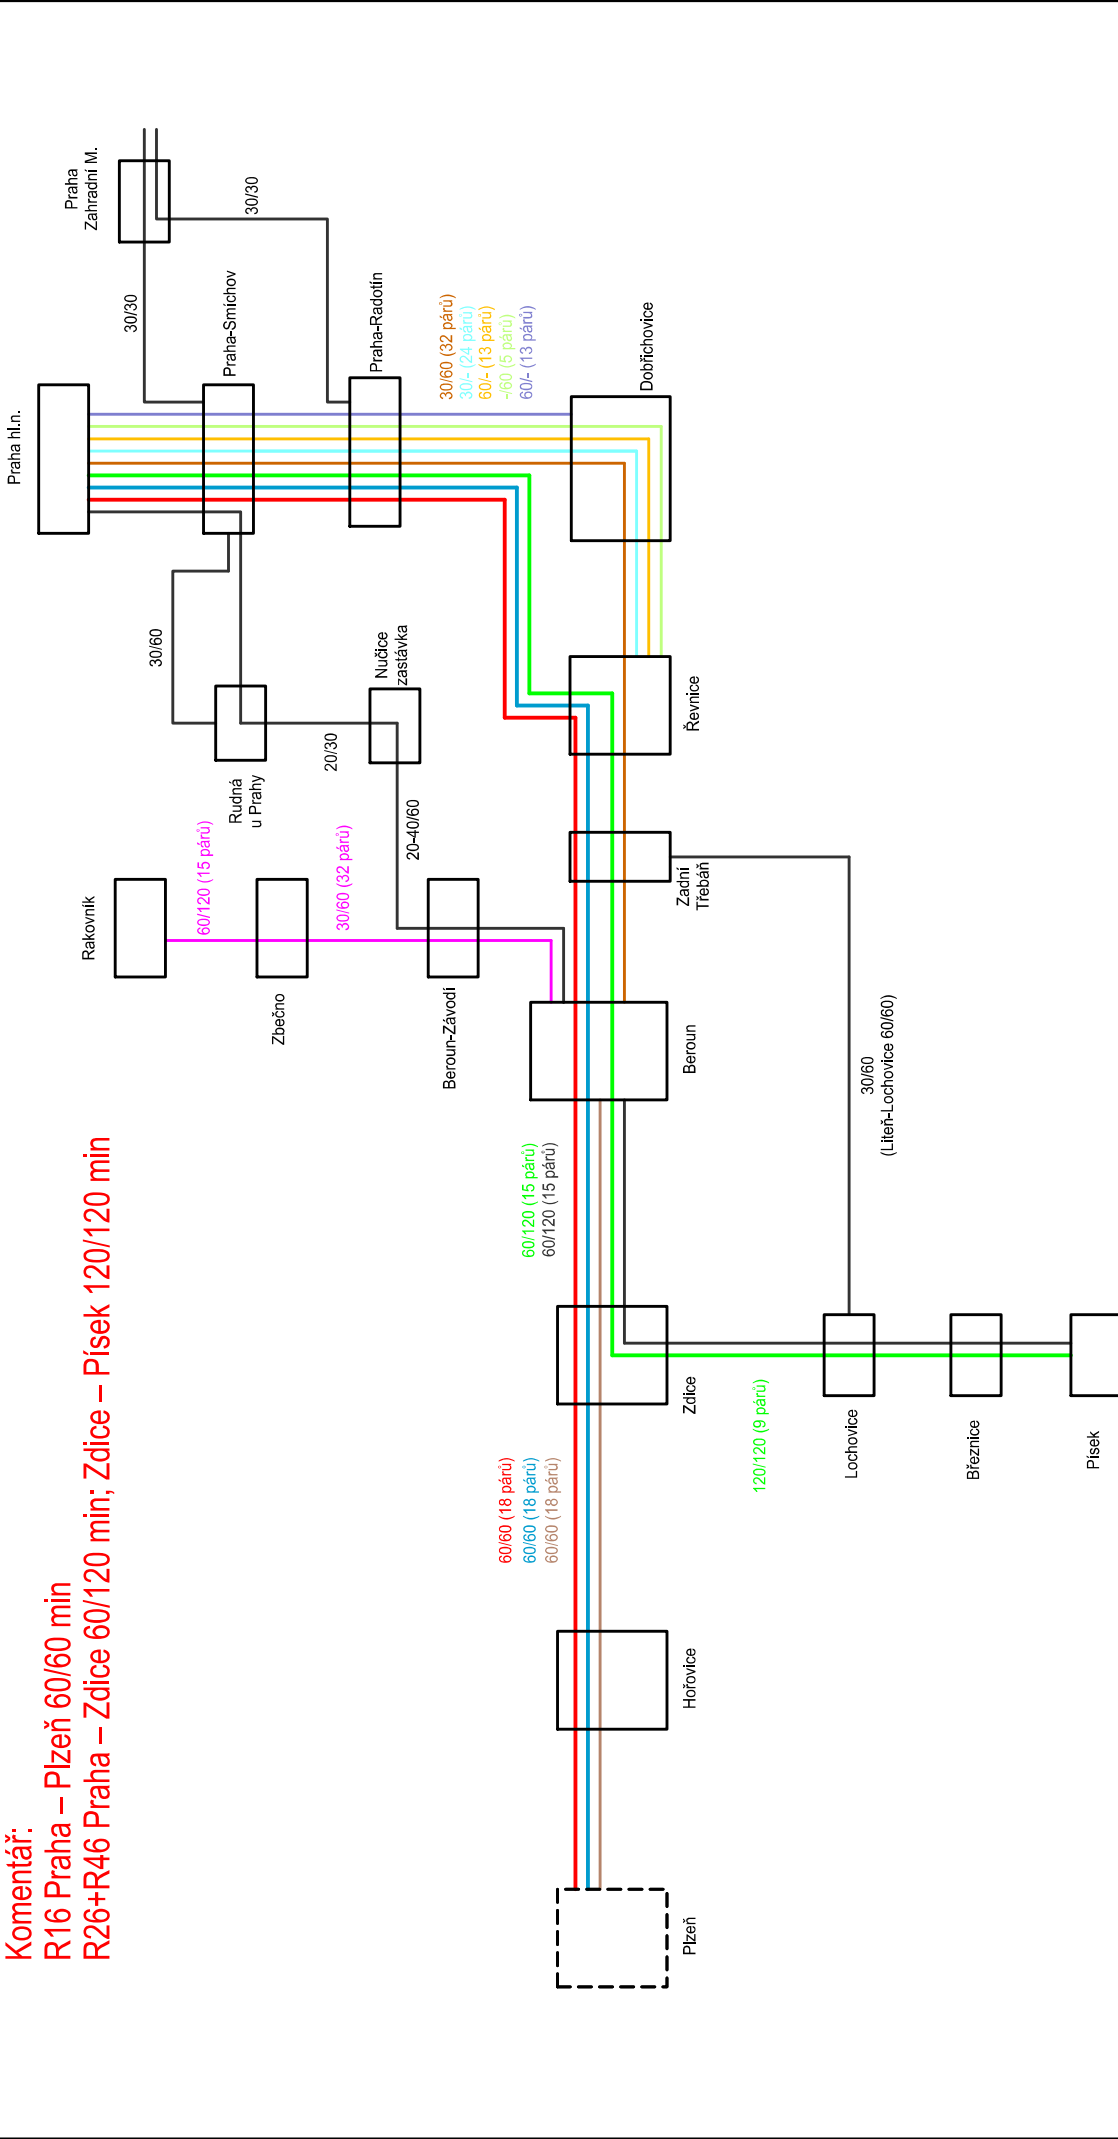 Komentář:
R16 Praha – Plzeň 60/60 min
R26+R46 Praha – Zdice 60/120 min; Zdice – Písek 120/120 min
Praha hl.n.
Praha
Zahradní M.
30/30
30/30
Praha-Smíchov
Praha-Radotín
30/60 (32 párů)
30/- (24 párů)
60/- (13 párů)
-/60 (5 párů)
60/- (13 párů)
Dobřichovice
30/60
Rudná
u Prahy
20/30
Nučice
zastávka
20-40/60
Řevnice
Rakovník
60/120 (15 párů)
Zbečno
30/60 (32 párů)
Beroun-Závodí
Zadní
Třebáň
Beroun
30/60
(Liteň-Lochovice 60/60)
60/120 (15 párů)
60/120 (15 párů)
Zdice
120/120 (9 párů)
Lochovice
Březnice
Písek
60/60 (18 párů)
60/60 (18 párů)
60/60 (18 párů)
Hořovice
Plzeň